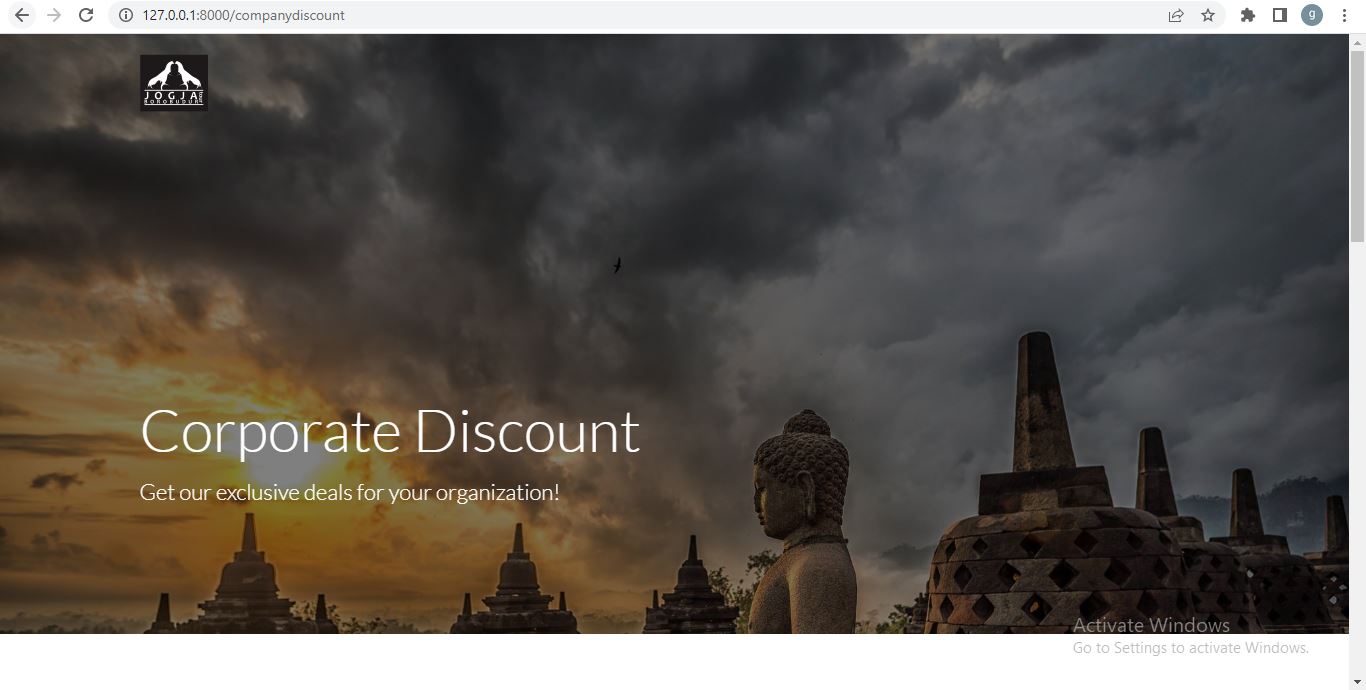 127.0.0.1:8000/companydiscount
g
JOGJA
BOROBUDUR
Corporate Discount
Get our exclusive deals for your organization!
Activate Windows
Go to Settings to activate Windows.